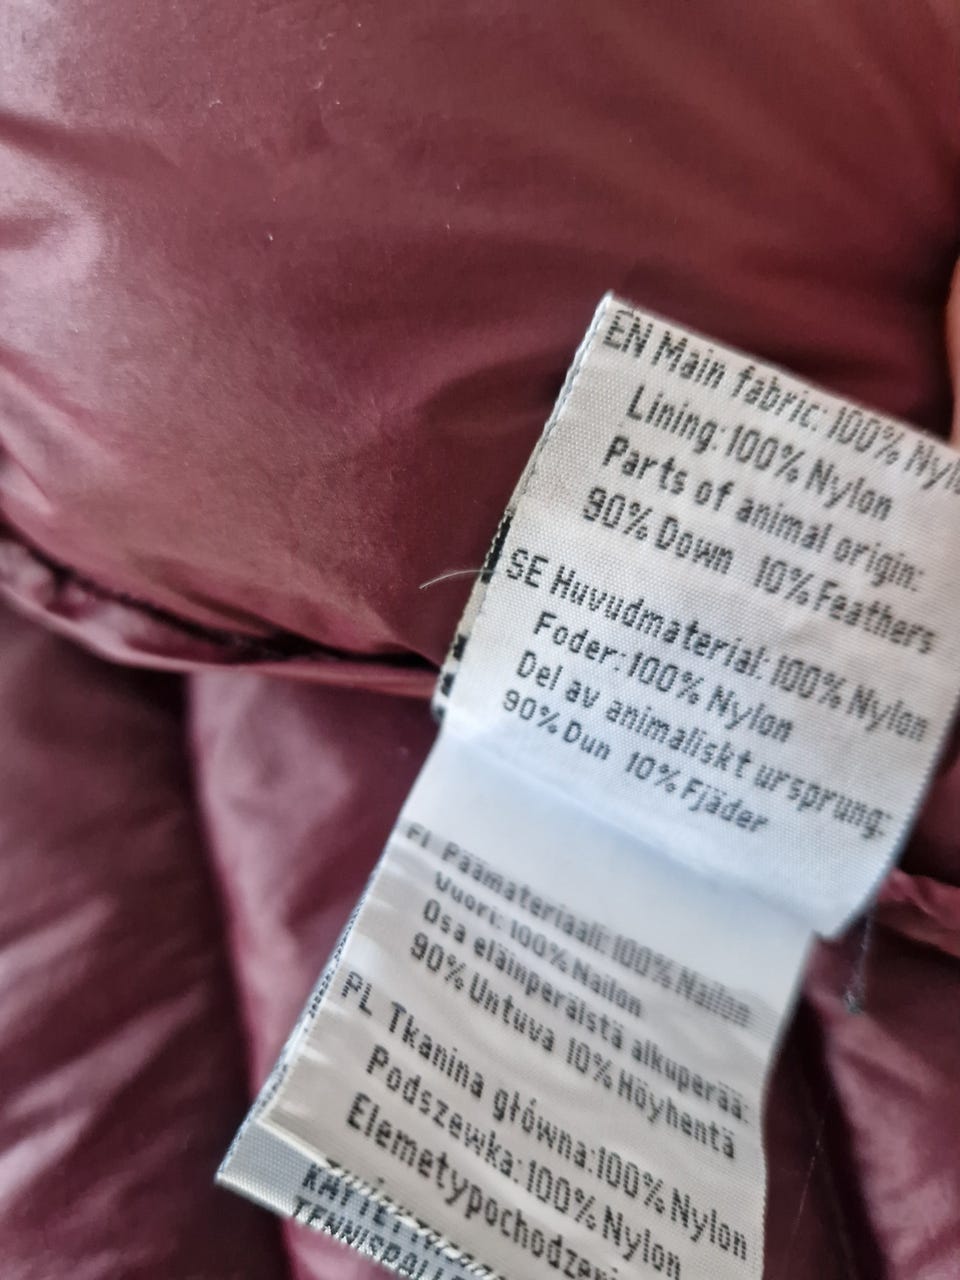 EN Main fabric: 100% Nyl
Lining:100% Nylon
Parts of animal origin:
90% Down 10% Feathers
SE Huvudmaterial:100% Nylon
Foder:100% Nylon
Del av animaliskt ursprung:
90% Dun 10% Fjäder
FI Päämateriaali:100% Nailon
Vuori: 100% Nailon
Osa eläinperäistä alkuperää:
90% Untuva 10% Höyhentä
PL Tkanina główna:100% Nylon
Podszewka:100% Nylon